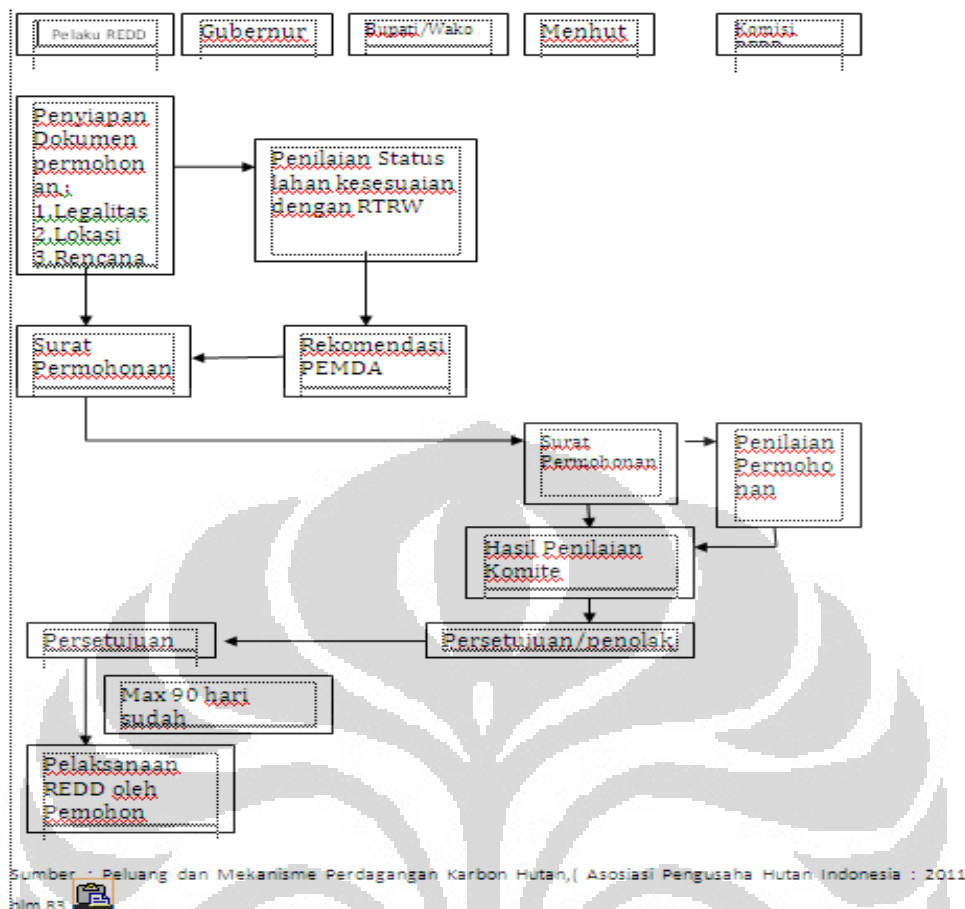 Pelaku REDD
Gubernur
Bupati/Wako
Menhut
Komisi
REDD
Penyiapan
Dokumen
permohon
an,:
1.Legalitas
2.Lokasi
3.Rencana
Penilaian Status
lahan kesesuaian
dengan RTRW
Surat
Permohonan
Rekomendasi
PEMDA
Surat
Permohonan
Penilaian
Permoho
nan
Hasil Penilaian
Komite
Persetujuan
Persetujuan/penolak
Max 90 hari
sudah
Pelaksanaan
REDD oleh
Pemohon
Sumber : Peluang dan Mekanisme Perdagangan Karbon Hutan,( Asosiasi Pengusaha Hutan Indonesia : 2011
hlm 83